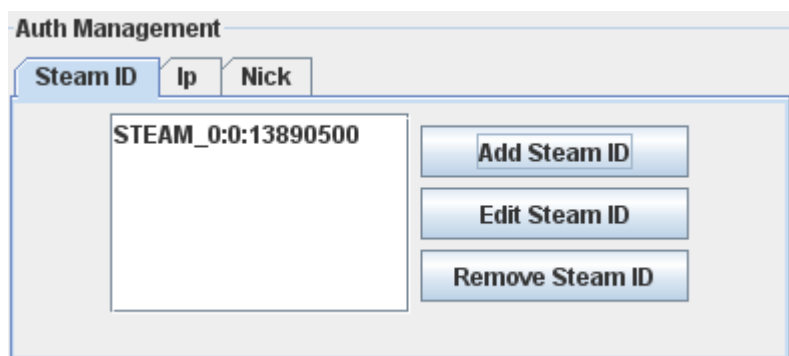 Auth Management
Steam ID Ip Nick
STEAM_0:0:13890500
Add Steam ID
Edit Steam ID
Remove Steam ID